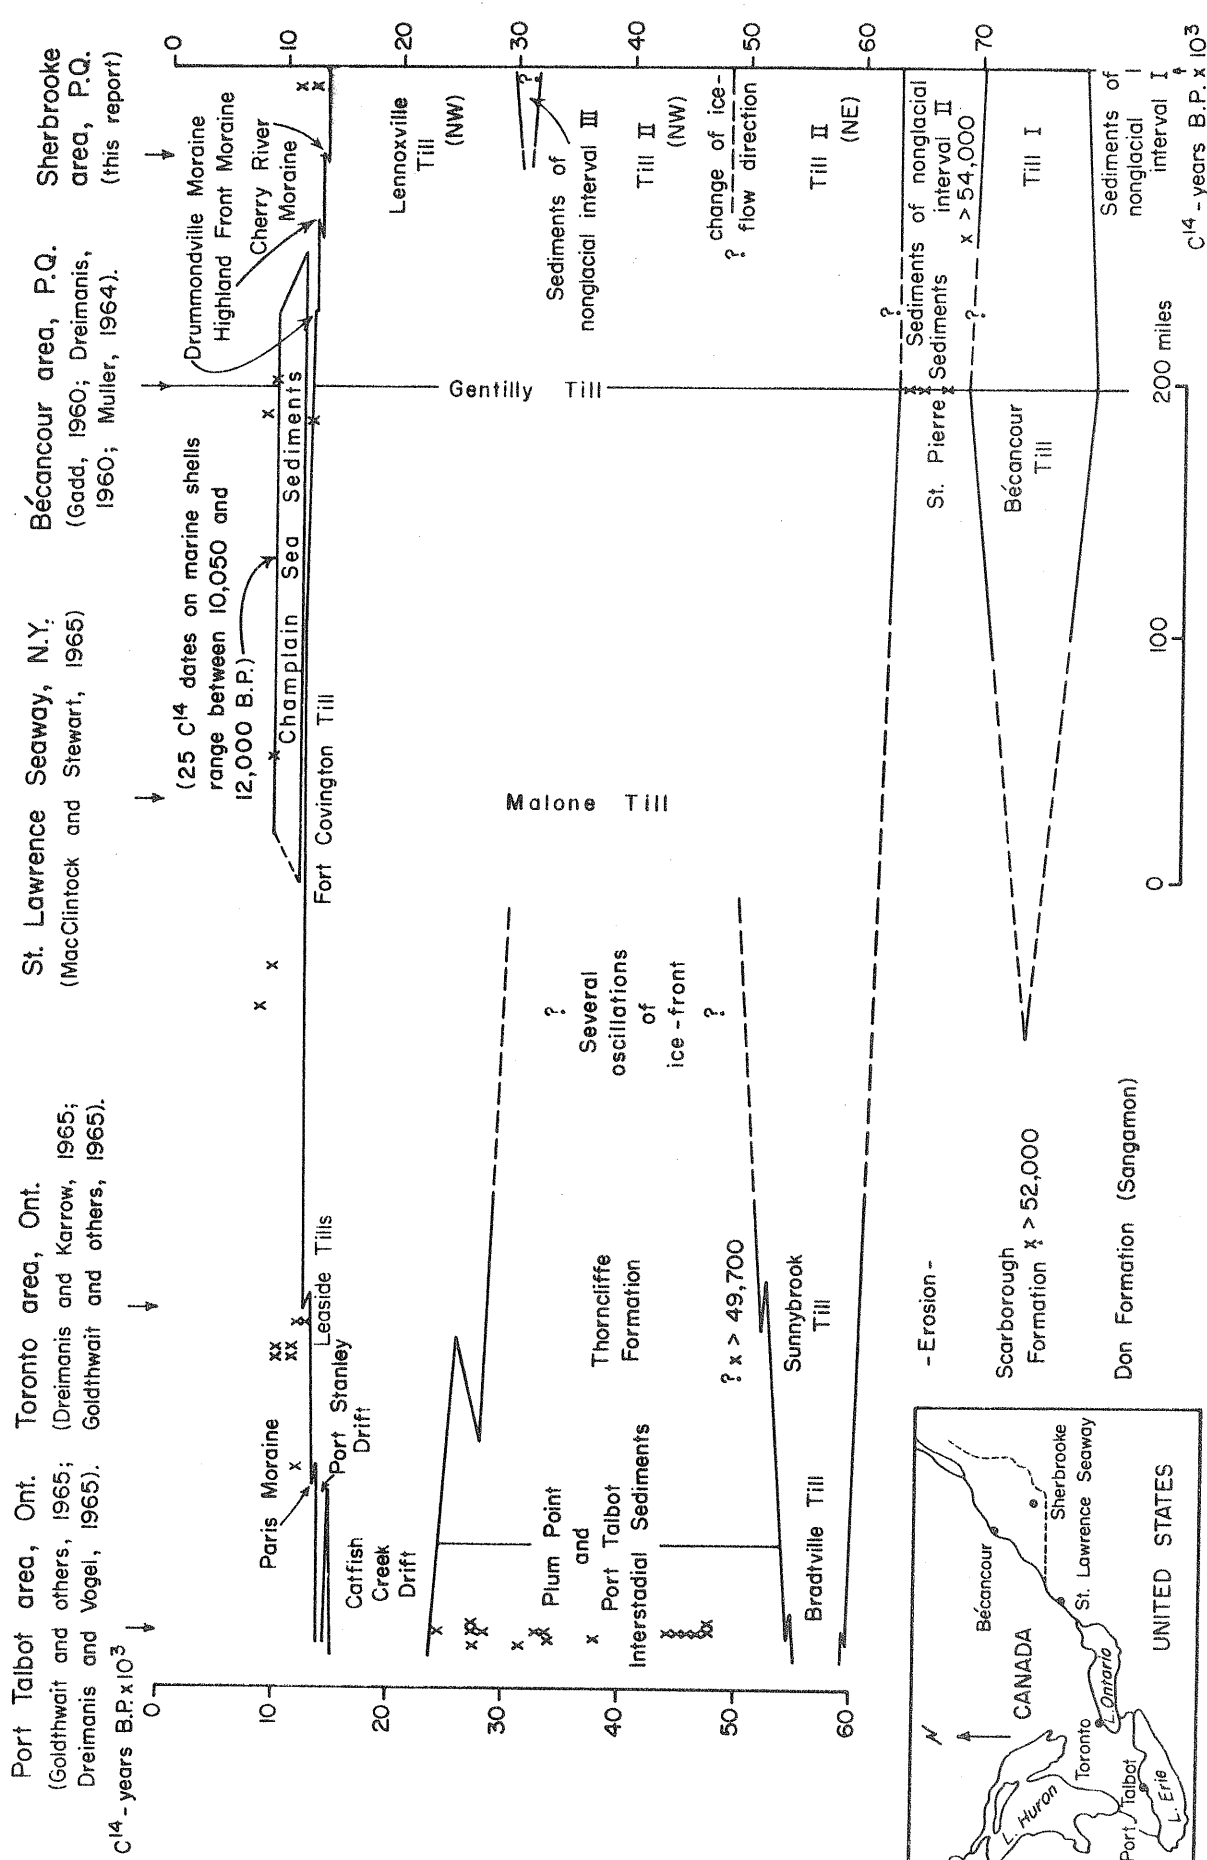 Port Talbot area, Ont.
(Goldthwait and others, 1965;
Dreimanis and Vogel, 1965).
C14-years B.P. x 10³
Toronto area, Ont.
(Dreimanis and Karrow, 1965;
Goldthwait and others, 1965).
St. Lawrence Seaway, N.Y.
(MacClintock and Stewart, 1965)
Bécancour area, P.Q.
(Gadd, 1960; Dreimanis,
1960; Muller, 1964).
Sherbrooke
area, P.Q.
(this report)
0
10
20
30
40
50
60
Paris Moraine
Port Stanley
Drift
Catfish
Creek
Drift
Plum Point
and
Port Talbot
Interstadial Sediments
Bradtville Till
xx
xx
Leaside Tills
Thorncliffe
Formation
? x > 49,700
Sunnybrook
Till
-Erosion-
Scarborough
Formation x > 52,000
Don Formation (Sangamon)
?
Several
oscillations
of
ice-front
?
(25 C14 dates on marine shells
range between 10,050 and
12,000 B.P.)
Champlain Sea Sediments
Fort Covington Till
Malone Till
Drummondville Moraine
Highland Front Moraine
Cherry River
Moraine
Gentilly Till
St. Pierre Sediments
Bécancour
Till
Lennoxville
Till
(NW)
?
Sediments of
nonglacial interval III
Till II
(NW)
change of ice-
? flow direction
Till II
(NE)
?
Sediments of nonglacial
interval II
x > 54,000
?
Till I
Sediments of
nonglacial
interval I
0
10
20
30
40
50
60
70
C14-years B.P. x 10³
0
100
200 miles
N
CANADA
Bécancour
Sherbrooke
St. Lawrence Seaway
UNITED STATES
L. Huron
Toronto
L. Ontario
Port Talbot
L. Erie